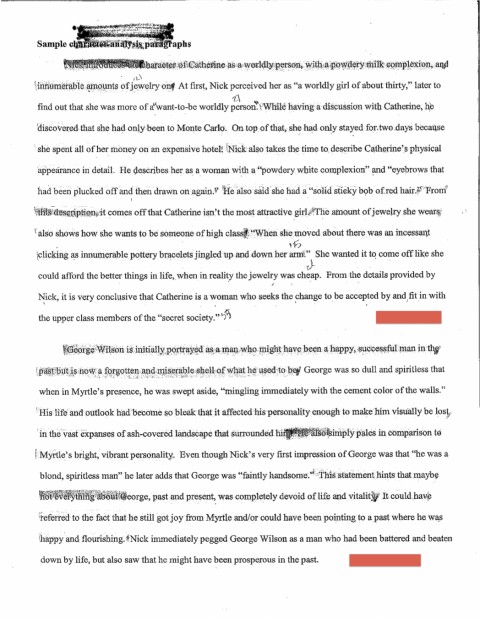 Sample character analysis paragraphs
character of Catherine as a worldly person, with a powdery milk complexion, and
innumerable amounts of jewelry on. At first, Nick perceived her as “a worldly girl of about thirty,” later to
find out that she was more of a “want-to-be worldly person.” While having a discussion with Catherine, he
discovered that she had only been to Monte Carlo. On top of that, she had only stayed for two days because
she spent all of her money on an expensive hotel! Nick also takes the time to describe Catherine's physical
appearance in detail. He describes her as a woman with a “powdery white complexion” and “eyebrows that
had been plucked off and then drawn on again.” He also said she had a “solid sticky bob of red hair.” From
this description, it comes off that Catherine isn't the most attractive girl. The amount of jewelry she wears
also shows how she wants to be someone of high class. “When she moved about there was an incessant
clicking as innumerable pottery bracelets jingled up and down her arm.” She wanted it to come off like she
could afford the better things in life, when in reality the jewelry was cheap. From the details provided by
Nick, it is very conclusive that Catherine is a woman who seeks the change to be accepted by and fit in with
the upper class members of the “secret society.”
George Wilson is initially portrayed as a man who might have been a happy, successful man in the
past but is now a forgotten and miserable shell of what he used to be. George was so dull and spiritless that
when in Myrtle's presence, he was swept aside, “mingling immediately with the cement color of the walls.”
His life and outlook had become so bleak that it affected his personality enough to make him visually be lost
in the vast expanses of ash-covered landscape that surrounded him. He also simply pales in comparison to
Myrtle's bright, vibrant personality. Even though Nick's very first impression of George was that “he was a
blond, spiritless man” he later adds that George was “faintly handsome.” This statement hints that maybe
not everything about George, past and present, was completely devoid of life and vitality. It could have
referred to the fact that he still got joy from Myrtle and/or could have been pointing to a past where he was
happy and flourishing. Nick immediately pegged George Wilson as a man who had been battered and beaten
down by life, but also saw that he might have been prosperous in the past.